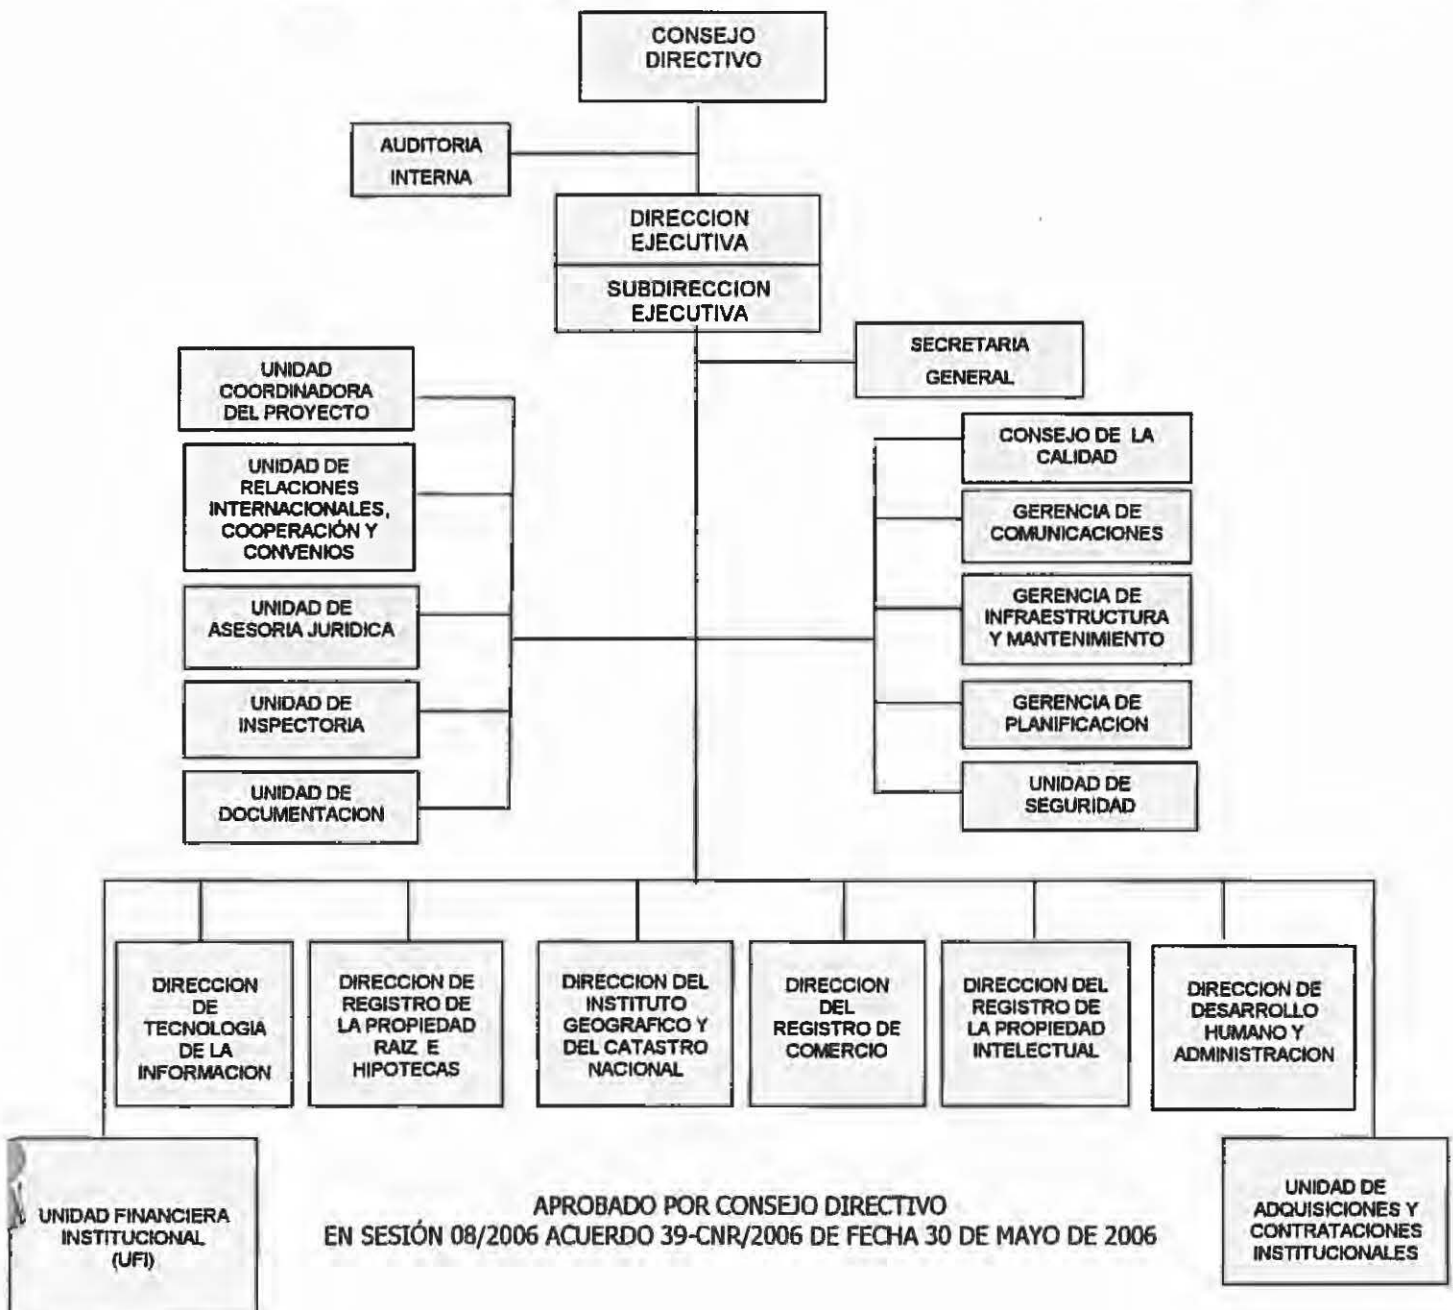 CONSEJO
DIRECTIVO
AUDITORIA
INTERNA
DIRECCION
EJECUTIVA
SUBDIRECCION
EJECUTIVA
SECRETARIA
GENERAL
UNIDAD
COORDINADORA
DEL PROYECTO
UNIDAD DE
RELACIONES
INTERNACIONALES,
COOPERACIÓN Y
CONVENIOS
UNIDAD DE
ASESORIA JURIDICA
UNIDAD DE
INSPECTORIA
UNIDAD DE
DOCUMENTACION
CONSEJO DE LA
CALIDAD
GERENCIA DE
COMUNICACIONES
GERENCIA DE
INFRAESTRUCTURA
Y MANTENIMIENTO
GERENCIA DE
PLANIFICACION
UNIDAD DE
SEGURIDAD
DIRECCION
DE
TECNOLOGIA
DE LA
INFORMACION
DIRECCION DE
REGISTRO DE
LA PROPIEDAD
RAIZ E
HIPOTECAS
DIRECCION DEL
INSTITUTO
GEOGRAFICO Y
DEL CATASTRO
NACIONAL
DIRECCION
DEL
REGISTRO DE
COMERCIO
DIRECCION DEL
REGISTRO DE
LA PROPIEDAD
INTELECTUAL
DIRECCION DE
DESARROLLO
HUMANO Y
ADMINISTRACION
UNIDAD FINANCIERA
INSTITUCIONAL
(UFI)
APROBADO POR CONSEJO DIRECTIVO
EN SESIÓN 08/2006 ACUERDO 39-CNR/2006 DE FECHA 30 DE MAYO DE 2006
UNIDAD DE
ADQUISICIONES Y
CONTRATACIONES
INSTITUCIONALES